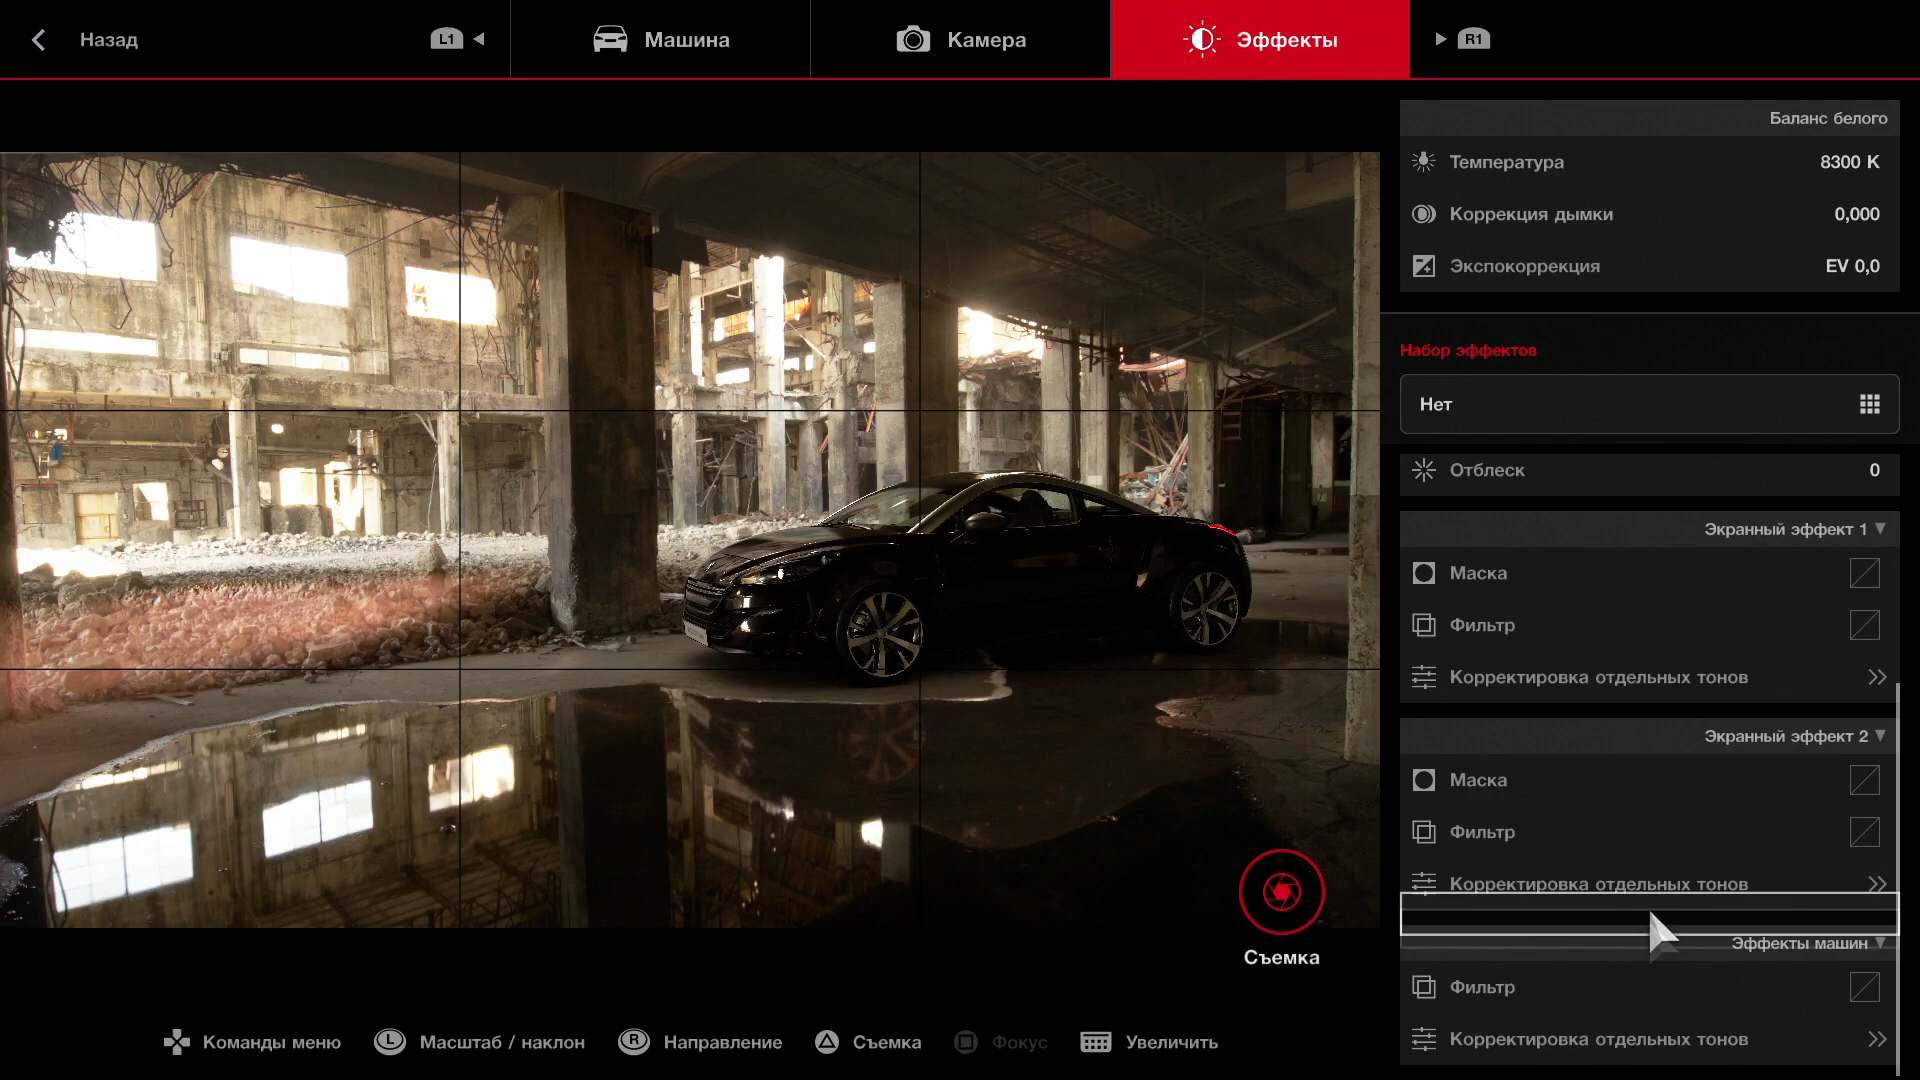 Назад
L1
Машина
Камера
Эффекты
R1
Баланс белого
Температура 8300 K
Коррекция дымки 0,000
Экспокоррекция EV 0,0
Набор эффектов
Нет
Отблеск 0
Экранный эффект 1
Маска
Фильтр
Корректировка отдельных тонов
Экранный эффект 2
Маска
Фильтр
Корректировка отдельных тонов
Эффекты машин
Фильтр
Корректировка отдельных тонов
Съемка
Команды меню
L Масштаб / наклон
R Направление
Съемка
Фокус
Увеличить